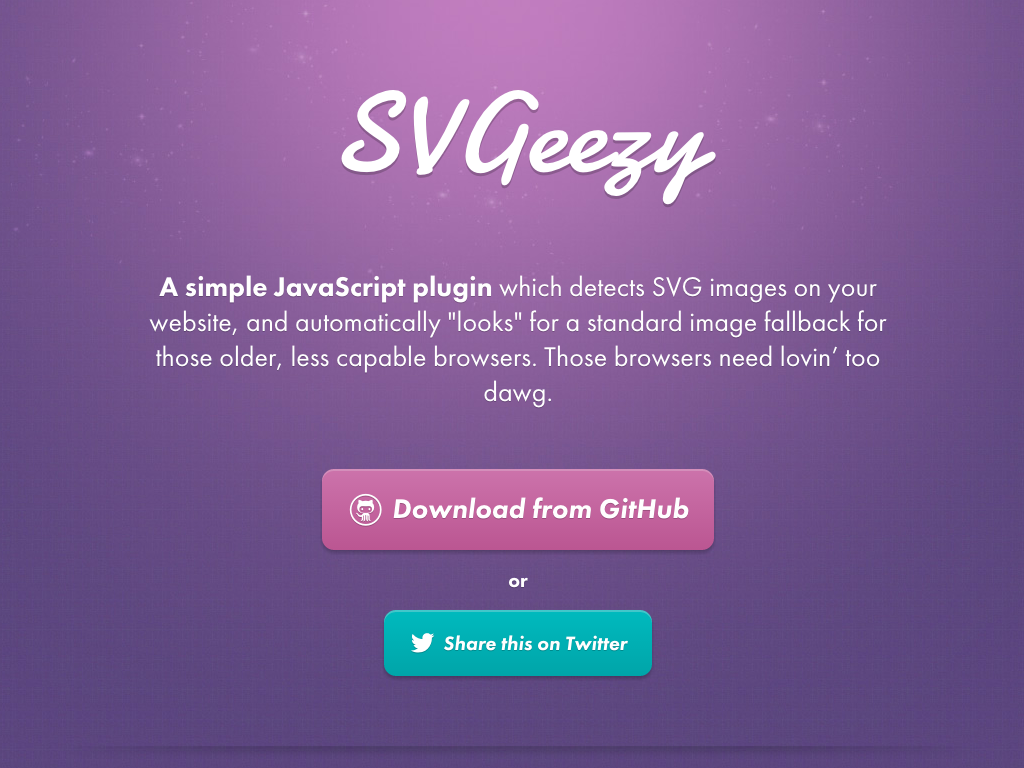 SVGeezy
A simple JavaScript plugin which detects SVG images on your
website, and automatically "looks" for a standard image fallback for
those older, less capable browsers. Those browsers need lovin’ too
dawg.
Download from GitHub
or
Share this on Twitter